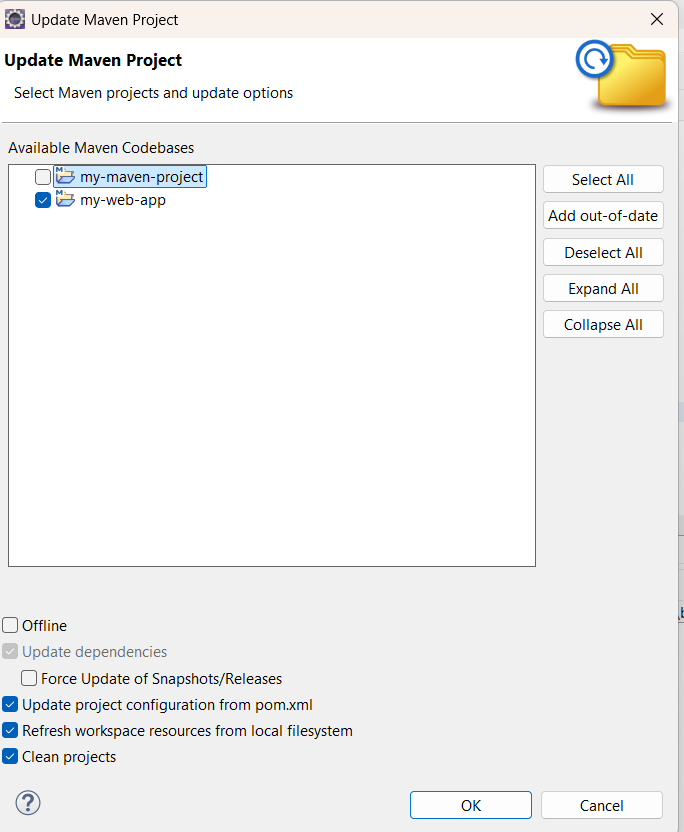 Update Maven Project
Update Maven Project
Select Maven projects and update options
Available Maven Codebases
my-maven-project
my-web-app
Select All
Add out-of-date
Deselect All
Expand All
Collapse All
Offline
Update dependencies
Force Update of Snapshots/Releases
Update project configuration from pom.xml
Refresh workspace resources from local filesystem
Clean projects
?
OK
Cancel